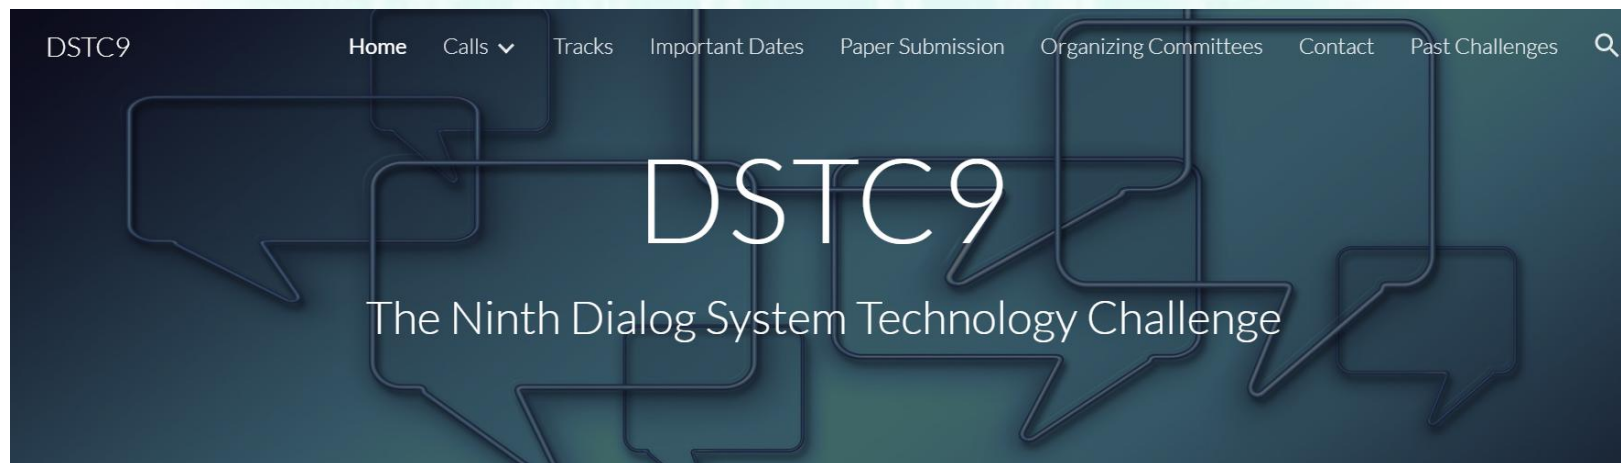 DSTC9 Home Calls Tracks Important Dates Paper Submission Organizing Committees Contact Past Challenges
DSTC9
The Ninth Dialog System Technology Challenge